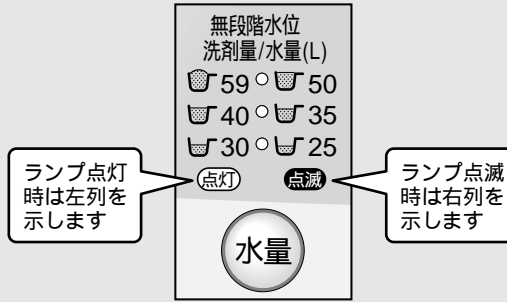 無段階水位
洗剤量/水量(L)
59 50
40 35
30 25
点灯 点滅
ランプ点灯
時は左列を
示します
ランプ点滅
時は右列を
示します
水量